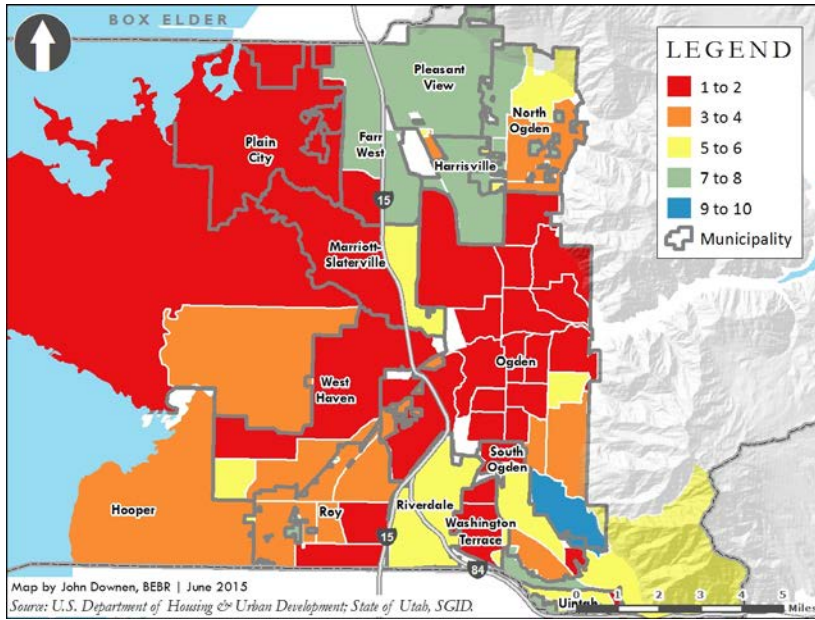 BOX ELDER
LEGEND
1 to 2
3 to 4
5 to 6
7 to 8
9 to 10
Municipality
Pleasant
View
North
Ogden
Farr
West
Harrisville
Plain
City
15
Marriott-
Slaterville
Ogden
West
Haven
South
Ogden
Hooper
Roy
Riverdale
Washington
Terrace
15
84
Uintah
0 1 2 3 4 5
Miles
Map by John Downen, BEBR | June 2015
Source: U.S. Department of Housing & Urban Development; State of Utah, SGID.